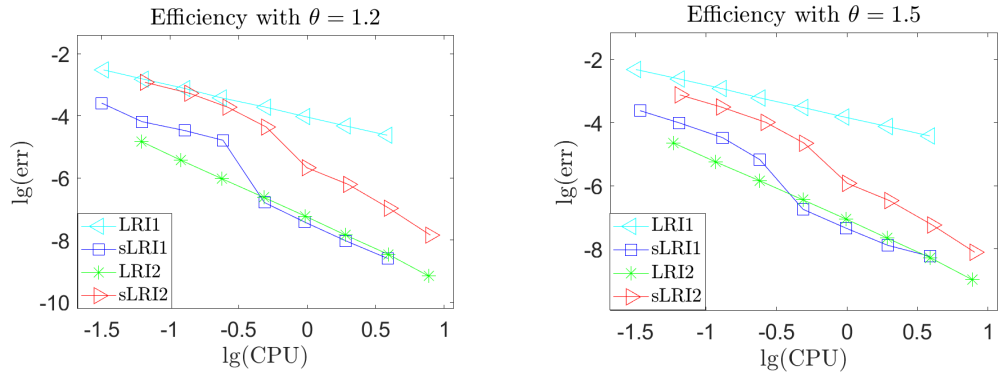 Efficiency with θ = 1.2
-2
-4
-6
-8
-10
lg(err)
LRI1
sLRI1
LRI2
sLRI2
-1.5 -1 -0.5 0 0.5 1
lg(CPU)
Efficiency with θ = 1.5
-2
-4
-6
-8
lg(err)
LRI1
sLRI1
LRI2
sLRI2
-1.5 -1 -0.5 0 0.5 1
lg(CPU)